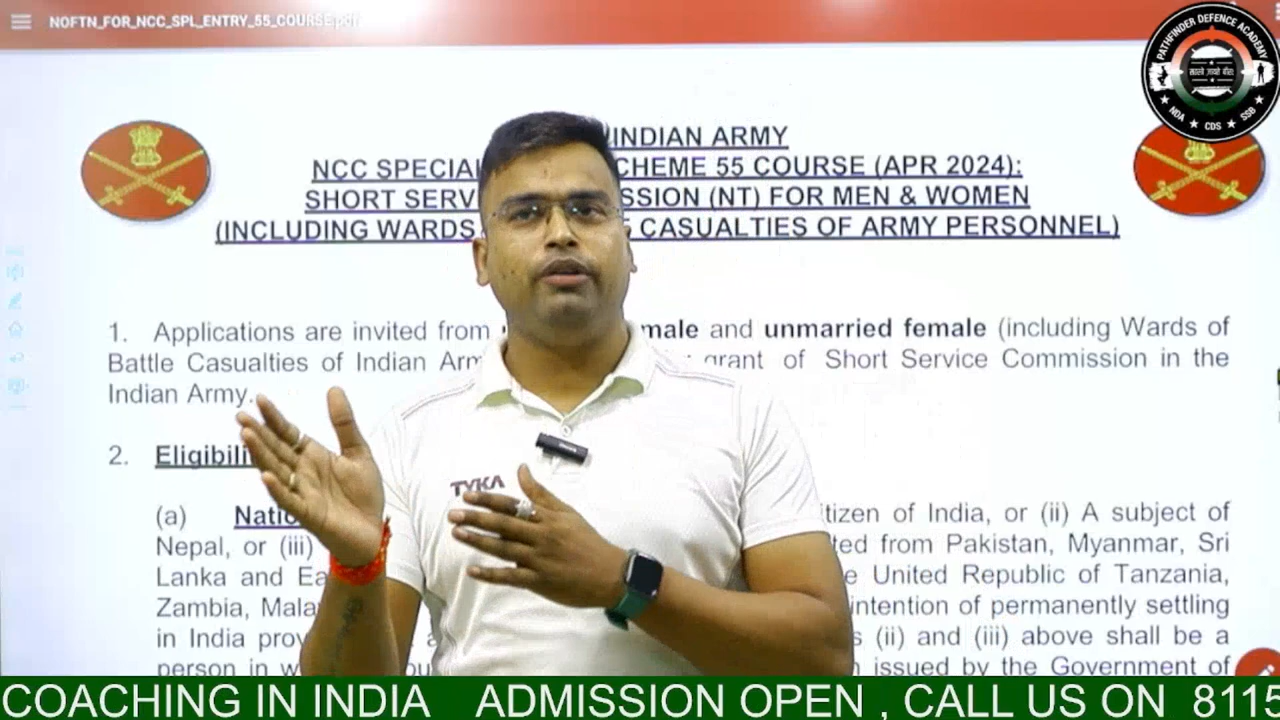 NOFTN_FOR_NCC_SPL_ENTRY_55_COURSE.pdf
PATHFINDER DEFENCE ACADEMY
NDA ★ CDS ★ SSB
INDIAN ARMY
NCC SPECIAL CHEME 55 COURSE (APR 2024):
SHORT SERV SSION (NT) FOR MEN & WOMEN
(INCLUDING WARDS CASUALTIES OF ARMY PERSONNEL)
1. Applications are invited from male and unmarried female (including Wards of
Battle Casualties of Indian Arm grant of Short Service Commission in the
Indian Army.
2. Eligibili
(a) Natio itizen of India, or (ii) A subject of
Nepal, or (iii) ted from Pakistan, Myanmar, Sri
Lanka and Ea e United Republic of Tanzania,
Zambia, Mala intention of permanently settling
in India prov s (ii) and (iii) above shall be a
person in w issued by the Government of
TYKA
COACHING IN INDIA ADMISSION OPEN , CALL US ON 8115